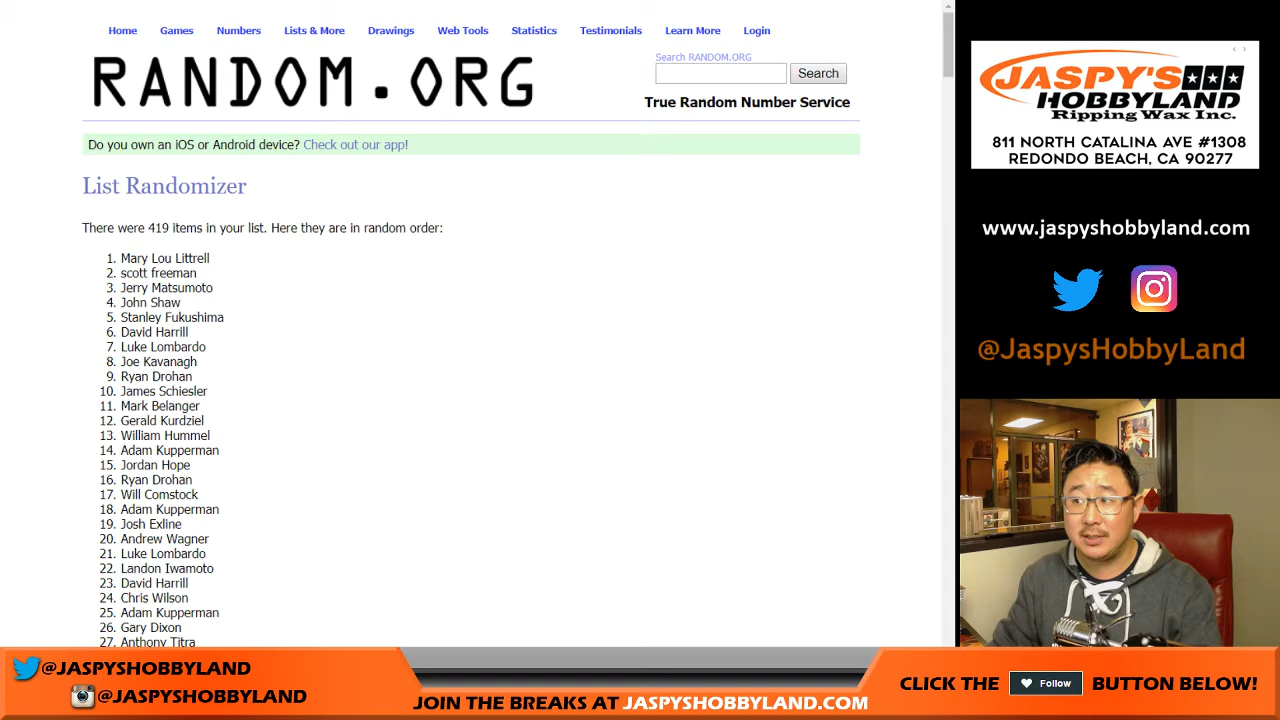 Home Games Numbers Lists & More Drawings Web Tools Statistics Testimonials Learn More Login
RANDOM.ORG
Search RANDOM.ORG
Search
True Random Number Service
Do you own an iOS or Android device? Check out our app!
List Randomizer
There were 419 items in your list. Here they are in random order:
1. Mary Lou Littrell
2. scott freeman
3. Jerry Matsumoto
4. John Shaw
5. Stanley Fukushima
6. David Harrill
7. Luke Lombardo
8. Joe Kavanagh
9. Ryan Drohan
10. James Schiesler
11. Mark Belanger
12. Gerald Kurdziel
13. William Hummel
14. Adam Kupperman
15. Jordan Hope
16. Ryan Drohan
17. Will Comstock
18. Adam Kupperman
19. Josh Exline
20. Andrew Wagner
21. Luke Lombardo
22. Landon Iwamoto
23. David Harrill
24. Chris Wilson
25. Adam Kupperman
26. Gary Dixon
27. Anthony Titra
JASPY'S
HOBBYLAND
Ripping Wax Inc.
811 NORTH CATALINA AVE #1308
REDONDO BEACH, CA 90277
www.jaspyshobbyland.com
@JaspysHobbyLand
@JASPYSHOBBYLAND
@JASPYSHOBBYLAND
JOIN THE BREAKS AT JASPYSHOBBYLAND.COM
CLICK THE Follow BUTTON BELOW!